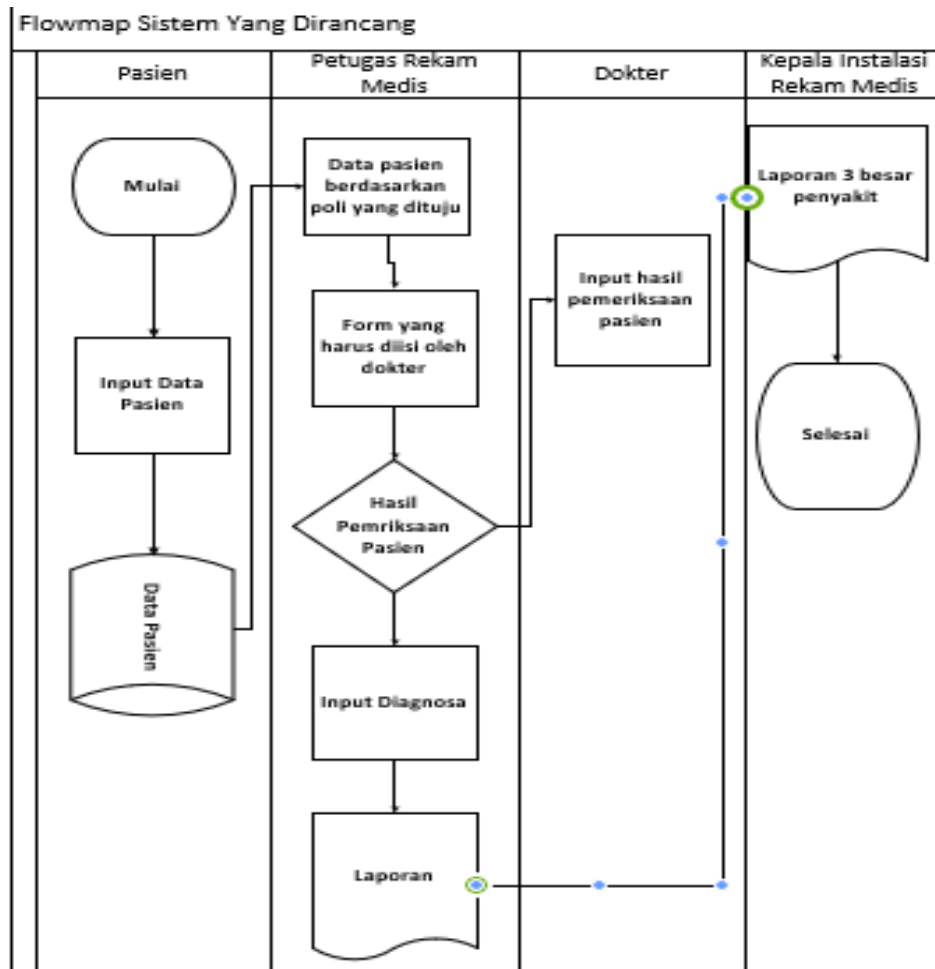 Flowmap Sistem Yang Dirancang
Pasien
Petugas Rekam
Medis
Dokter
Kepala Instalasi
Rekam Medis
Mulai
Input Data
Pasien
Data Pasien
Data pasien
berdasarkan
poli yang dituju
Form yang
harus diisi oleh
dokter
Hasil
Pemriksaan
Pasien
Input Diagnosa
Laporan
Input hasil
pemeriksaan
pasien
Laporan 3 besar
penyakit
Selesai